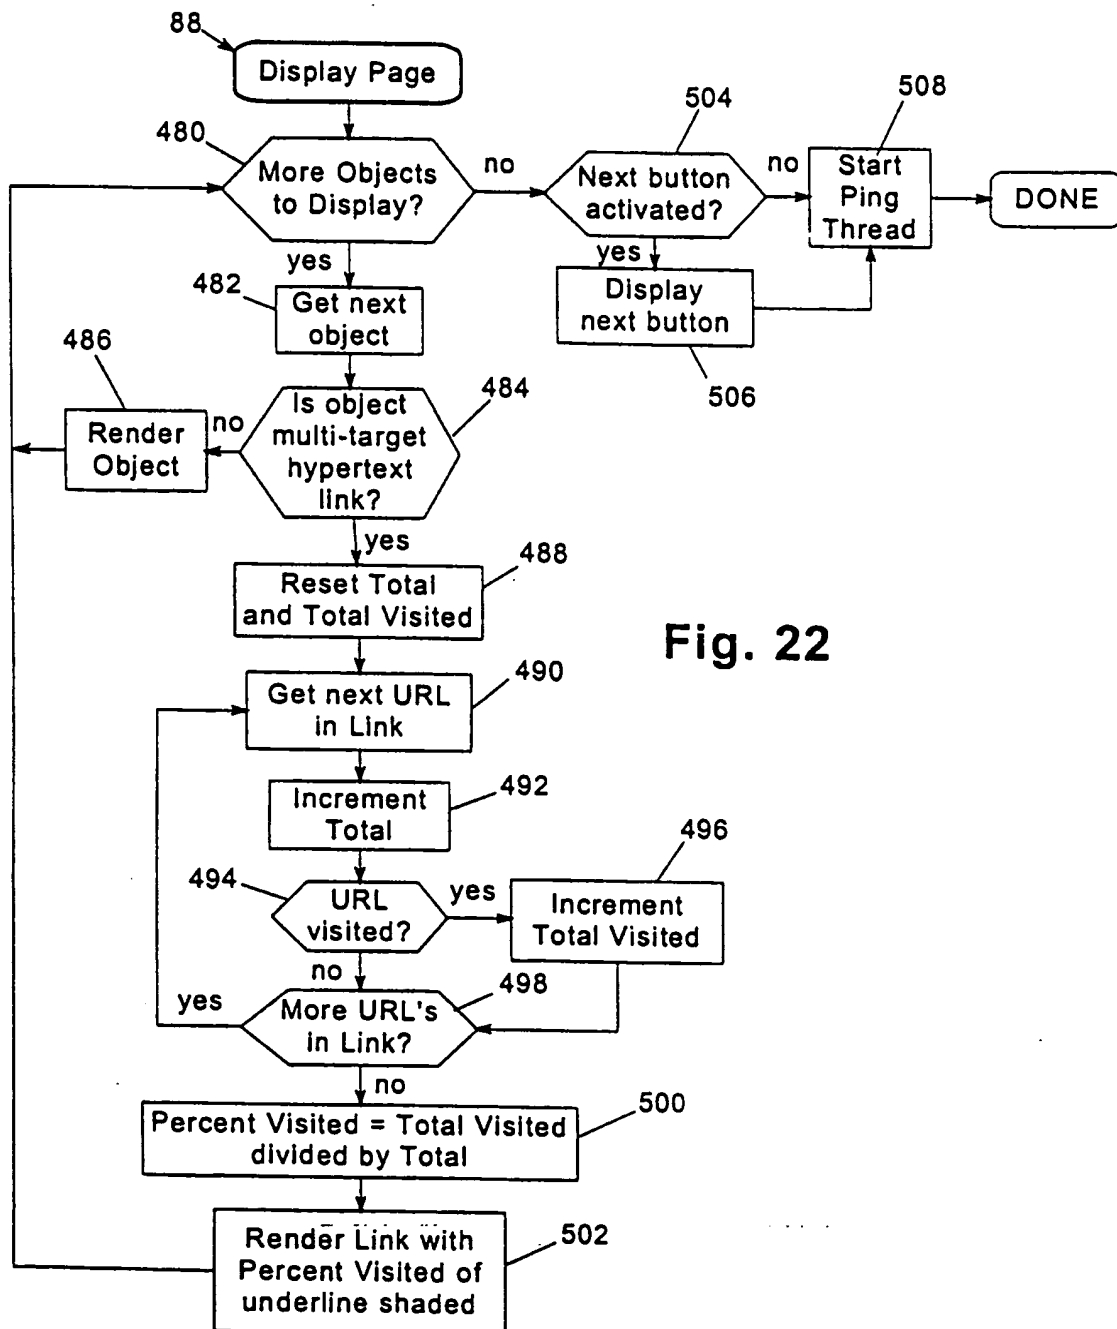 88
Display Page
480
More Objects
to Display?
no
504
Next button
activated?
no
508
Start
Ping
Thread
DONE
yes
yes
482
Get next
object
Display
next button
506
486
Render
Object
no
Is object
multi-target
hypertext
link?
484
yes
488
Reset Total
and Total Visited
Fig. 22
490
Get next URL
in Link
492
Increment
Total
494
URL
visited?
yes
496
Increment
Total Visited
no
yes
498
More URL's
in Link?
no
500
Percent Visited = Total Visited
divided by Total
502
Render Link with
Percent Visited of
underline shaded